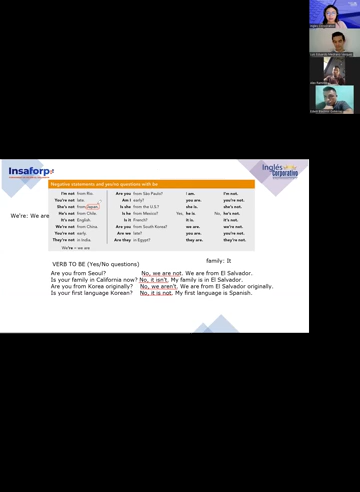 Insaforp
Inglés
Corporativo
Negative statements and yes/no questions with be
I'm not from Rio.
You're not late.
She's not from Japan.
He's not from Chile.
It's not English.
We're not from China.
You're not early.
They're not in India.
We're = we are
Are you from São Paulo?
Am I early?
Is she from the U.S.?
Is he from Mexico?
Is it French?
Are we from South Korea?
Are we late?
Are they in Egypt?
Yes,
I am.
you are.
she is.
he is.
it is.
we are.
you are.
they are.
No,
I'm not.
you're not.
she's not.
he's not.
it's not.
we're not.
you're not.
they're not.
We're: We are
family: It
VERB TO BE (Yes/No questions)
Are you from Seoul? No, we are not. We are from El Salvador.
Is your family in California now? No, it isn't. My family is in El Salvador.
Are you from Korea originally? No, we aren't. We are from El Salvador originally.
Is your first language Korean? No, it is not. My first language is Spanish.